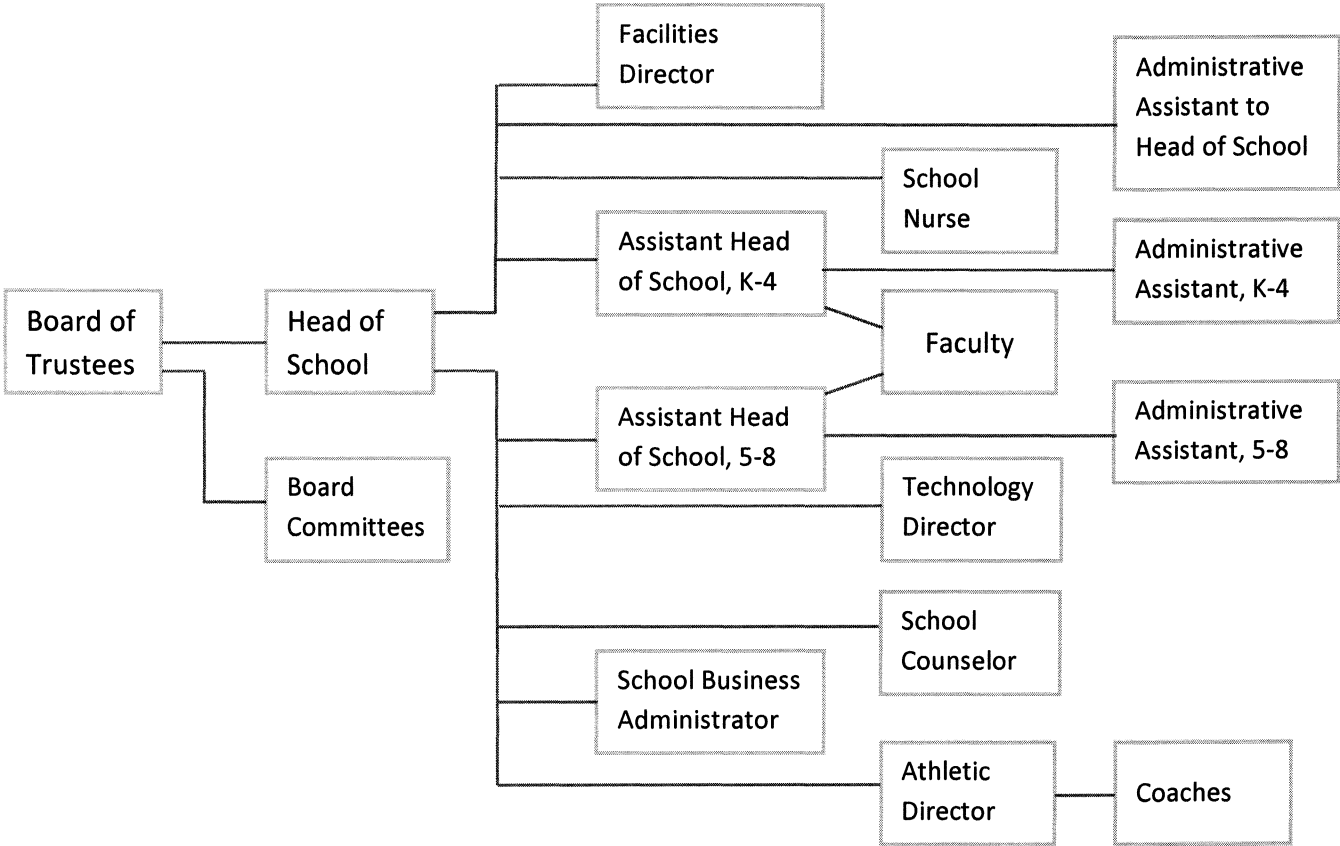 Facilities
Director
Administrative
Assistant to
Head of School
School
Nurse
Assistant Head
of School, K-4
Administrative
Assistant, K-4
Board of
Trustees
Head of
School
Faculty
Assistant Head
of School, 5-8
Administrative
Assistant, 5-8
Board
Committees
Technology
Director
School
Counselor
School Business
Administrator
Athletic
Director
Coaches